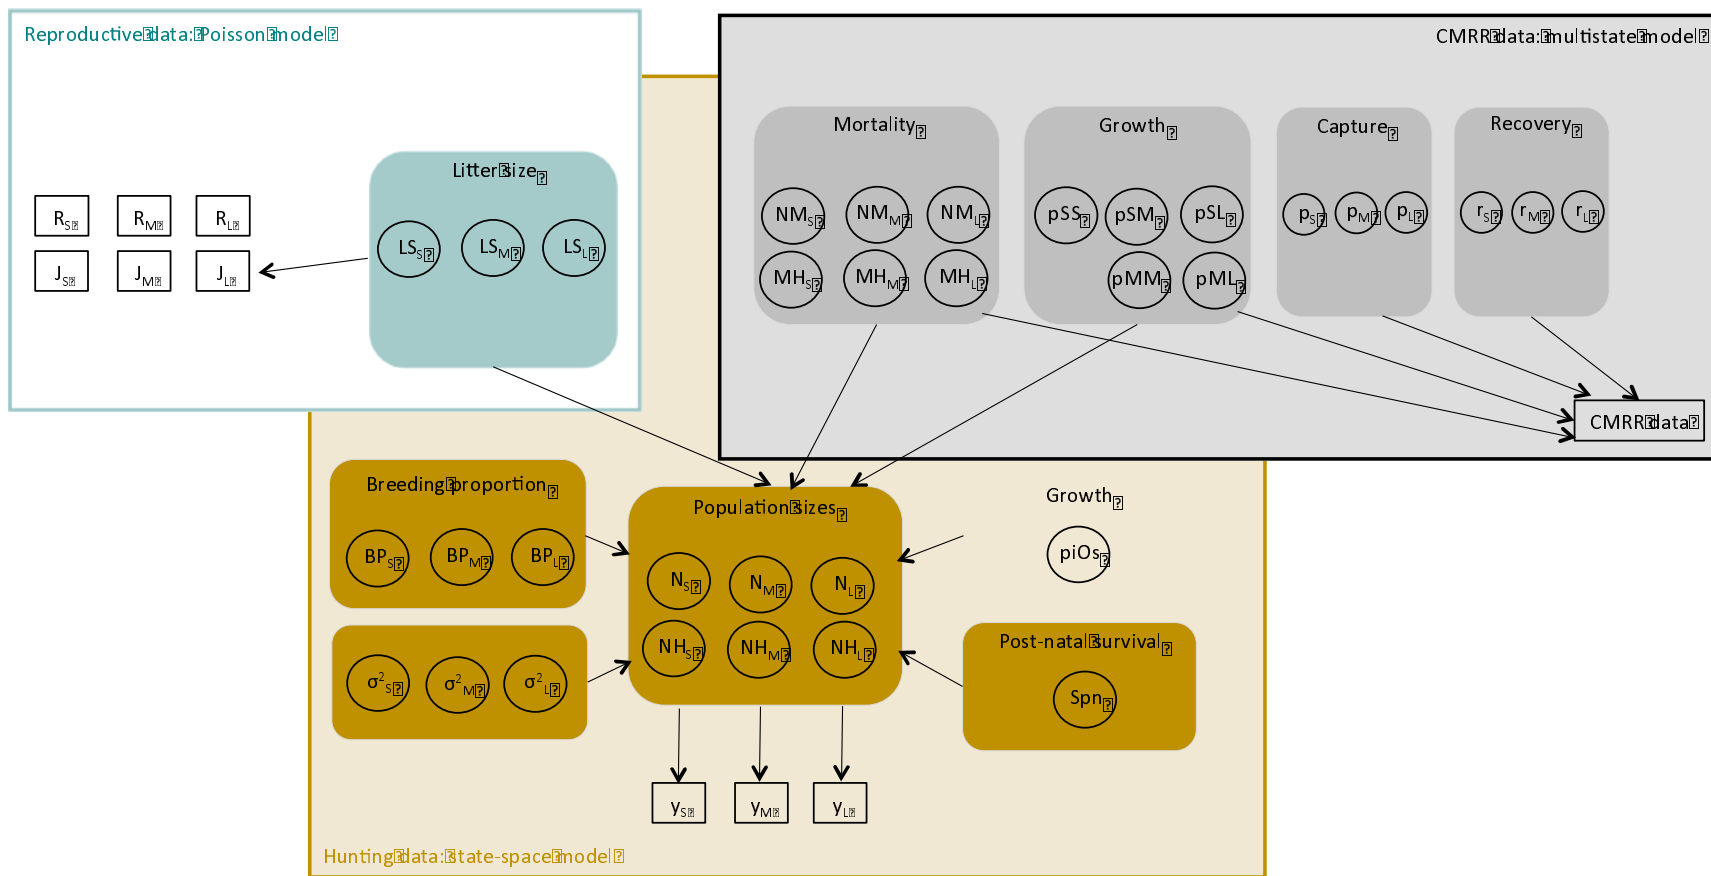 Reproductive data: Poisson model
CMRR data: multistate model
Mortality
Growth
Capture
Recovery
Litter size
R_S R_M R_L
J_S J_M J_L
LS_S LS_M LS_L
NM_S NM_M NM_L
MH_S MH_M MH_L
pSS pSM pSL
pMM pML
p_S p_M p_L
r_S r_M r_L
CMRR data
Breeding proportion
BP_S BP_M BP_L
σ²_S σ²_M σ²_L
Population sizes
N_S N_M N_L
NH_S NH_M NH_L
Growth
piOs
Post-natal survival
Spn
y_S y_M y_L
Hunting data: state-space model